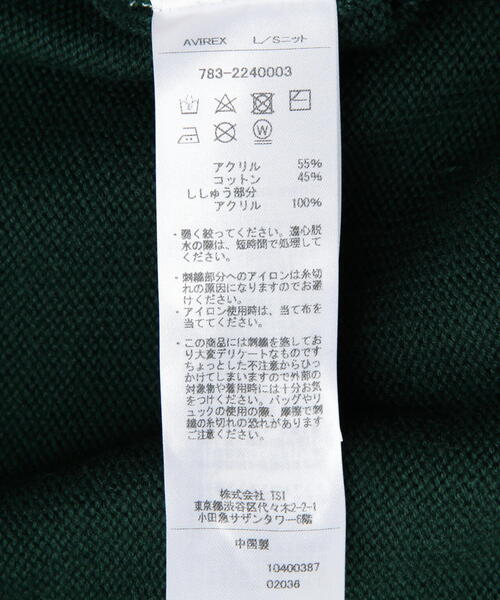 AVIREX L/Sニット
783-2240003
アクリル 55%
コットン 45%
ししゅう部分
アクリル 100%
・弱く絞ってください。遠心脱
水の際は、短時間で処理して
ください。
・刺繍部分へのアイロンは糸切
れの原因になりますのでお避
けください。
・アイロン使用時は、当て布を
当ててください。
・この商品には刺繍を施してお
り大変デリケートなものです
ちょっとした不注意からひっ
かけてしまいますので外部の
対象物や着用時には十分お気
をつけください。バッグやリ
ュックの使用の際、摩擦で刺
繍の糸切れの恐れがあります
ご注意ください。
株式会社 TSI
東京都渋谷区代々木2-2-1
小田急サザンタワー8階
中国製
10400387
02036